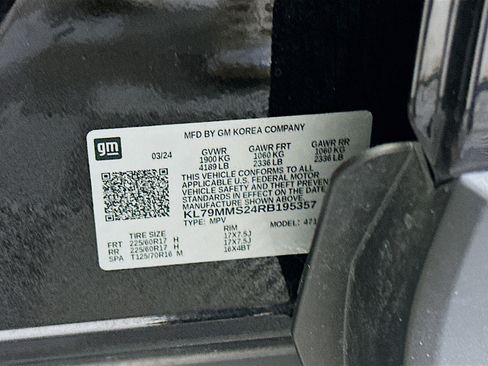 gm
MFD BY GM KOREA COMPANY
03/24 GVWR GAWR FRT GAWR RR
1900 KG 1060 KG 1060 KG
4189 LB 2336 LB 2336 LB
THIS VEHICLE CONFORMS TO ALL
APPLICABLE U.S. FEDERAL MOTOR
VEHICLE SAFETY AND THEFT PREVENT
STANDARDS IN EFFECT ON THE DATE
MANUFACTURE SHOWN ABOVE.
KL79MMS24RB195357
TYPE: MPV MODEL: 471
TIRE SIZE RIM
FRT 225/60R17 H 17X7.5J
RR 225/60R17 H 17X7.5J
SPA T125/70R16 M 16X4BT